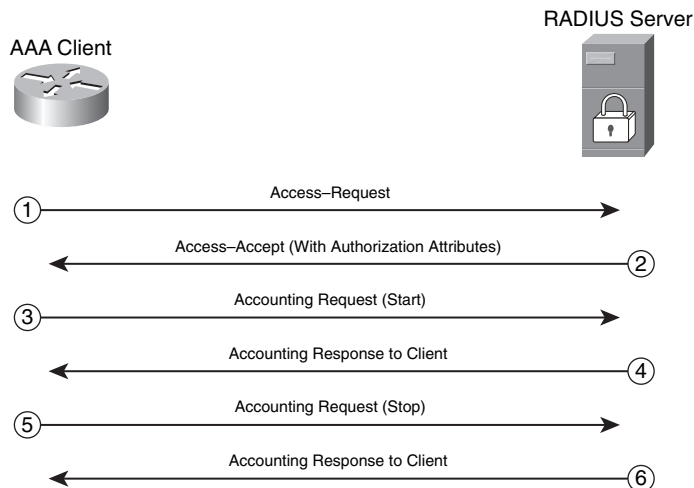 RADIUS Server
AAA Client
Access–Request
1
Access–Accept (With Authorization Attributes)
2
Accounting Request (Start)
3
Accounting Response to Client
4
Accounting Request (Stop)
5
Accounting Response to Client
6